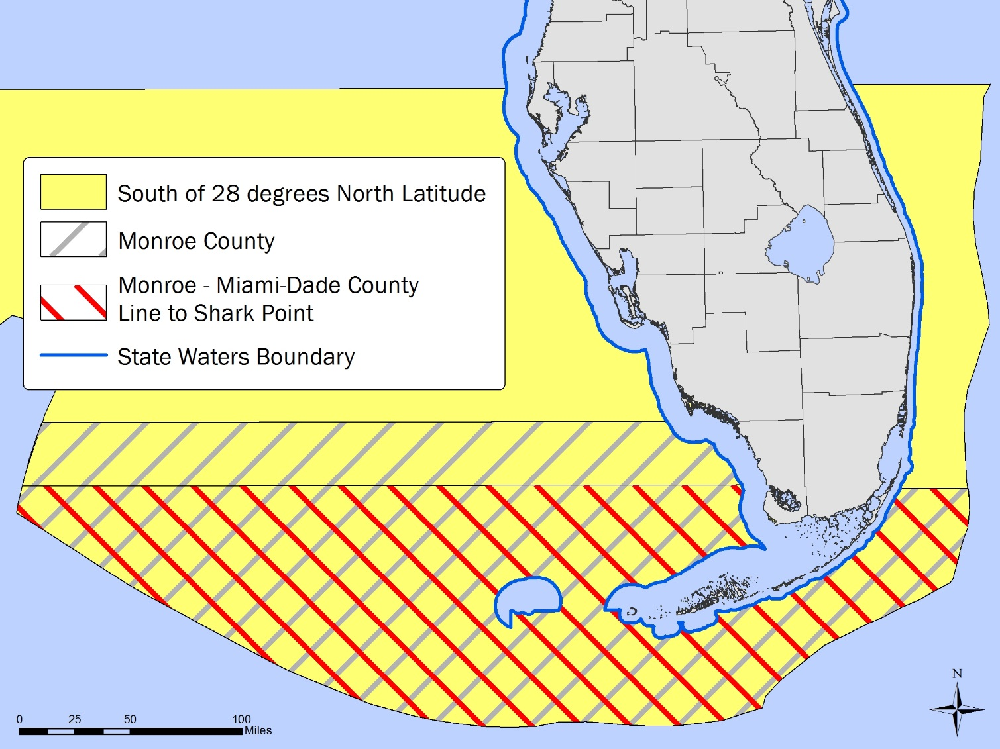 South of 28 degrees North Latitude
Monroe County
Monroe - Miami-Dade County
Line to Shark Point
State Waters Boundary
N
0 25 50 100
Miles